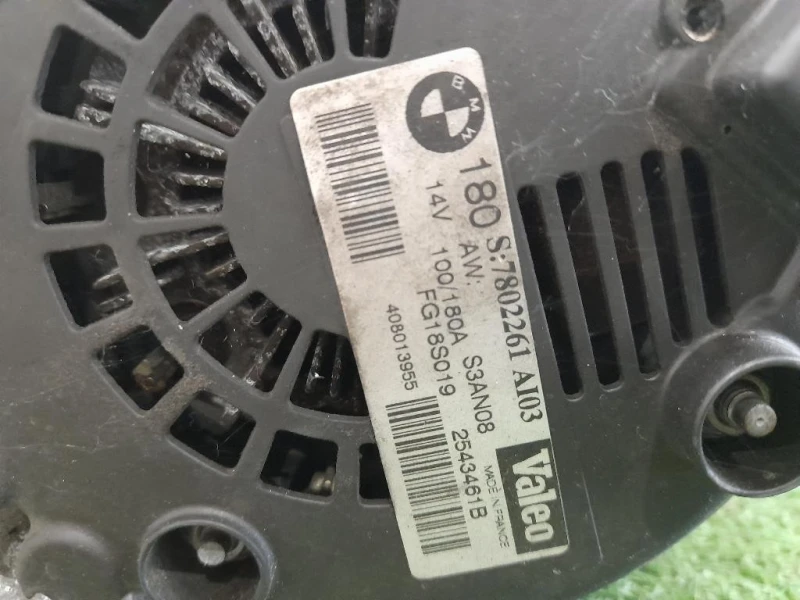 BMW
180 S:7802261 AI03
AW:
14V 100/180A S3AN08
FG18S019 2543461B
408013955
Valeo
MADE IN FRANCE